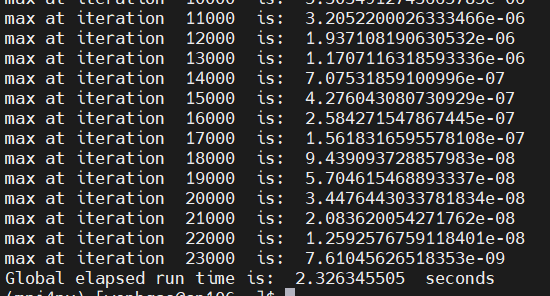 max at iteration 10000 is:
max at iteration 11000 is: 3.2052200026333466e-06
max at iteration 12000 is: 1.937108190630532e-06
max at iteration 13000 is: 1.1707116318593336e-06
max at iteration 14000 is: 7.07531859100996e-07
max at iteration 15000 is: 4.276043080730929e-07
max at iteration 16000 is: 2.584271547867445e-07
max at iteration 17000 is: 1.5618316595578108e-07
max at iteration 18000 is: 9.439093728857983e-08
max at iteration 19000 is: 5.704615468893337e-08
max at iteration 20000 is: 3.4476443033781834e-08
max at iteration 21000 is: 2.083620054271762e-08
max at iteration 22000 is: 1.2592576759118401e-08
max at iteration 23000 is: 7.61045626518353e-09
Global elapsed run time is: 2.326345505 seconds